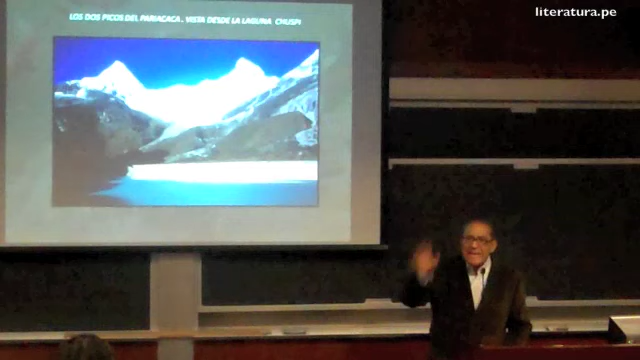 LOS DOS PICOS DEL PARIACACA . VISTA DESDE LA LAGUNA CHUSPI
literatura.pe